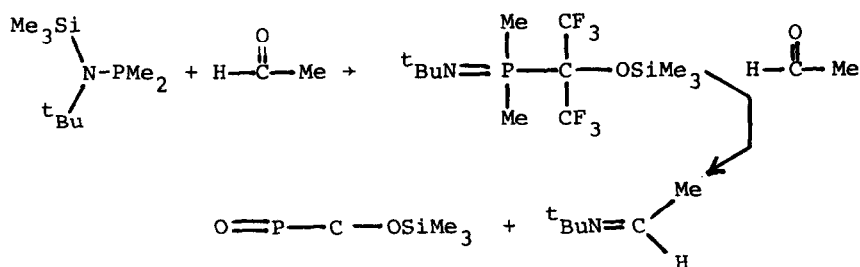 Me3Si
N—PMe2
tBu
+ H—C—Me →
O
tBuN=P—C—OSiMe3
Me
CF3
Me
CF3
O
H—C—Me
O=P—C—OSiMe3 + tBuN=C
Me
H